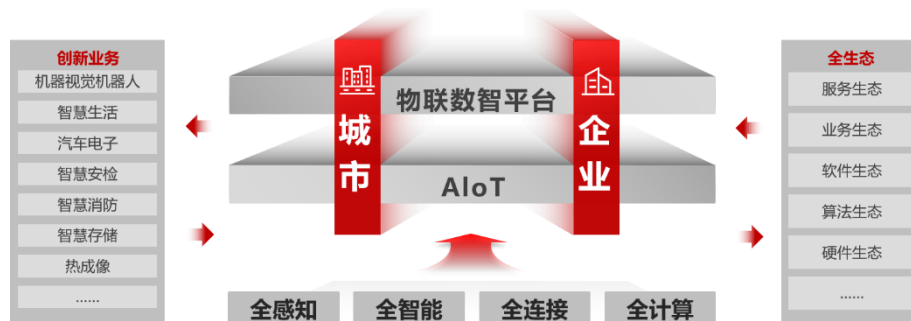 创新业务
机器视觉机器人
智慧生活
汽车电子
智慧安检
智慧消防
智慧存储
热成像
......
物联数智平台
AIoT
城市
企业
全感知
全智能
全连接
全计算
全生态
服务生态
业务生态
软件生态
算法生态
硬件生态
......